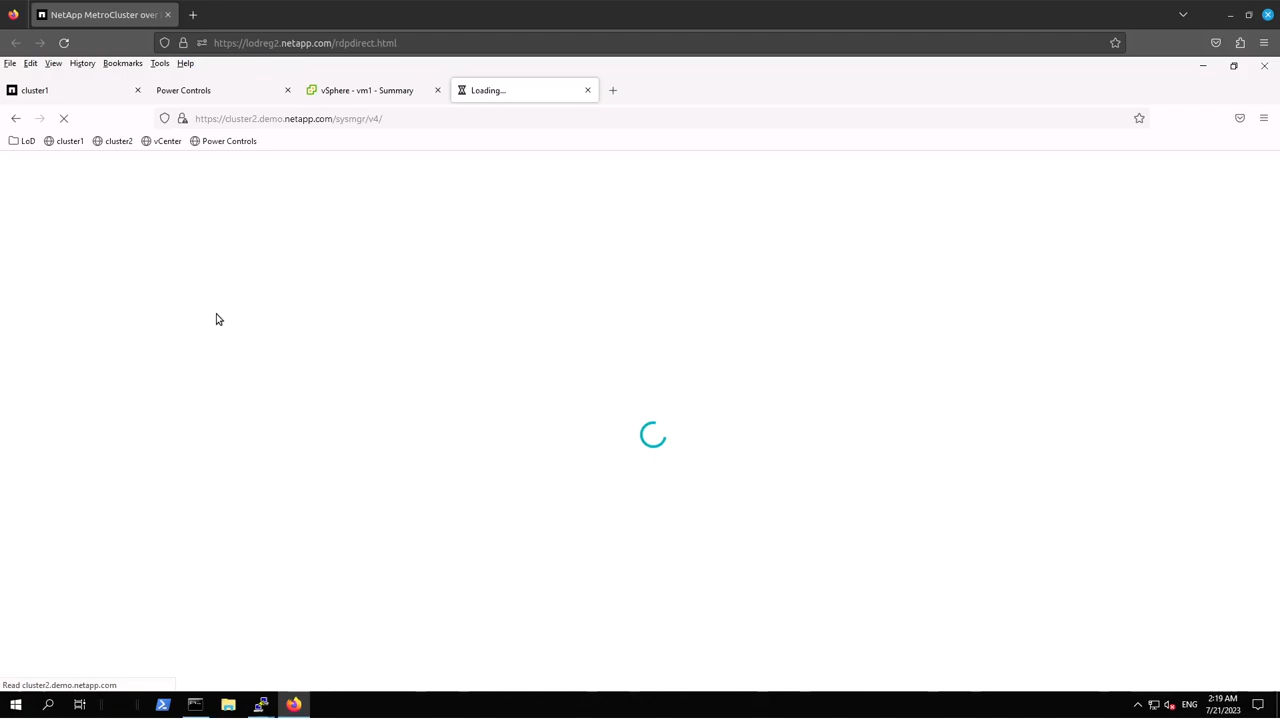 NetApp MetroCluster over
https://lodreg2.netapp.com/rdpdirect.html
File Edit View History Bookmarks Tools Help
cluster1 Power Controls vSphere - vm1 - Summary Loading...
https://cluster2.demo.netapp.com/sysmgr/v4/
LoD cluster1 cluster2 vCenter Power Controls
Read cluster2.demo.netapp.com
ENG
2:19 AM
7/21/2023